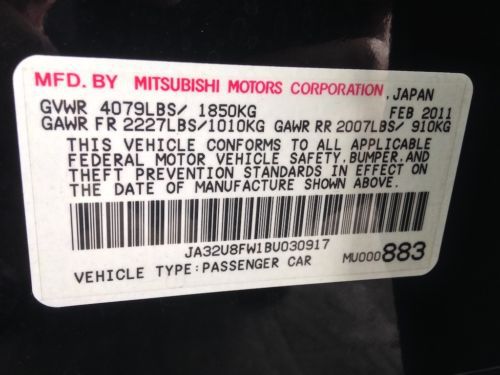 MFD. BY MITSUBISHI MOTORS CORPORATION, JAPAN
GVWR 4079LBS/ 1850KG FEB 2011
GAWR FR 2227LBS/1010KG GAWR RR 2007LBS/ 910KG
THIS VEHICLE CONFORMS TO ALL APPLICABLE
FEDERAL MOTOR VEHICLE SAFETY, BUMPER, AND
THEFT PREVENTION STANDARDS IN EFFECT ON
THE DATE OF MANUFACTURE SHOWN ABOVE.
JA32U8FW1BU030917
VEHICLE TYPE:PASSENGER CAR MU000883